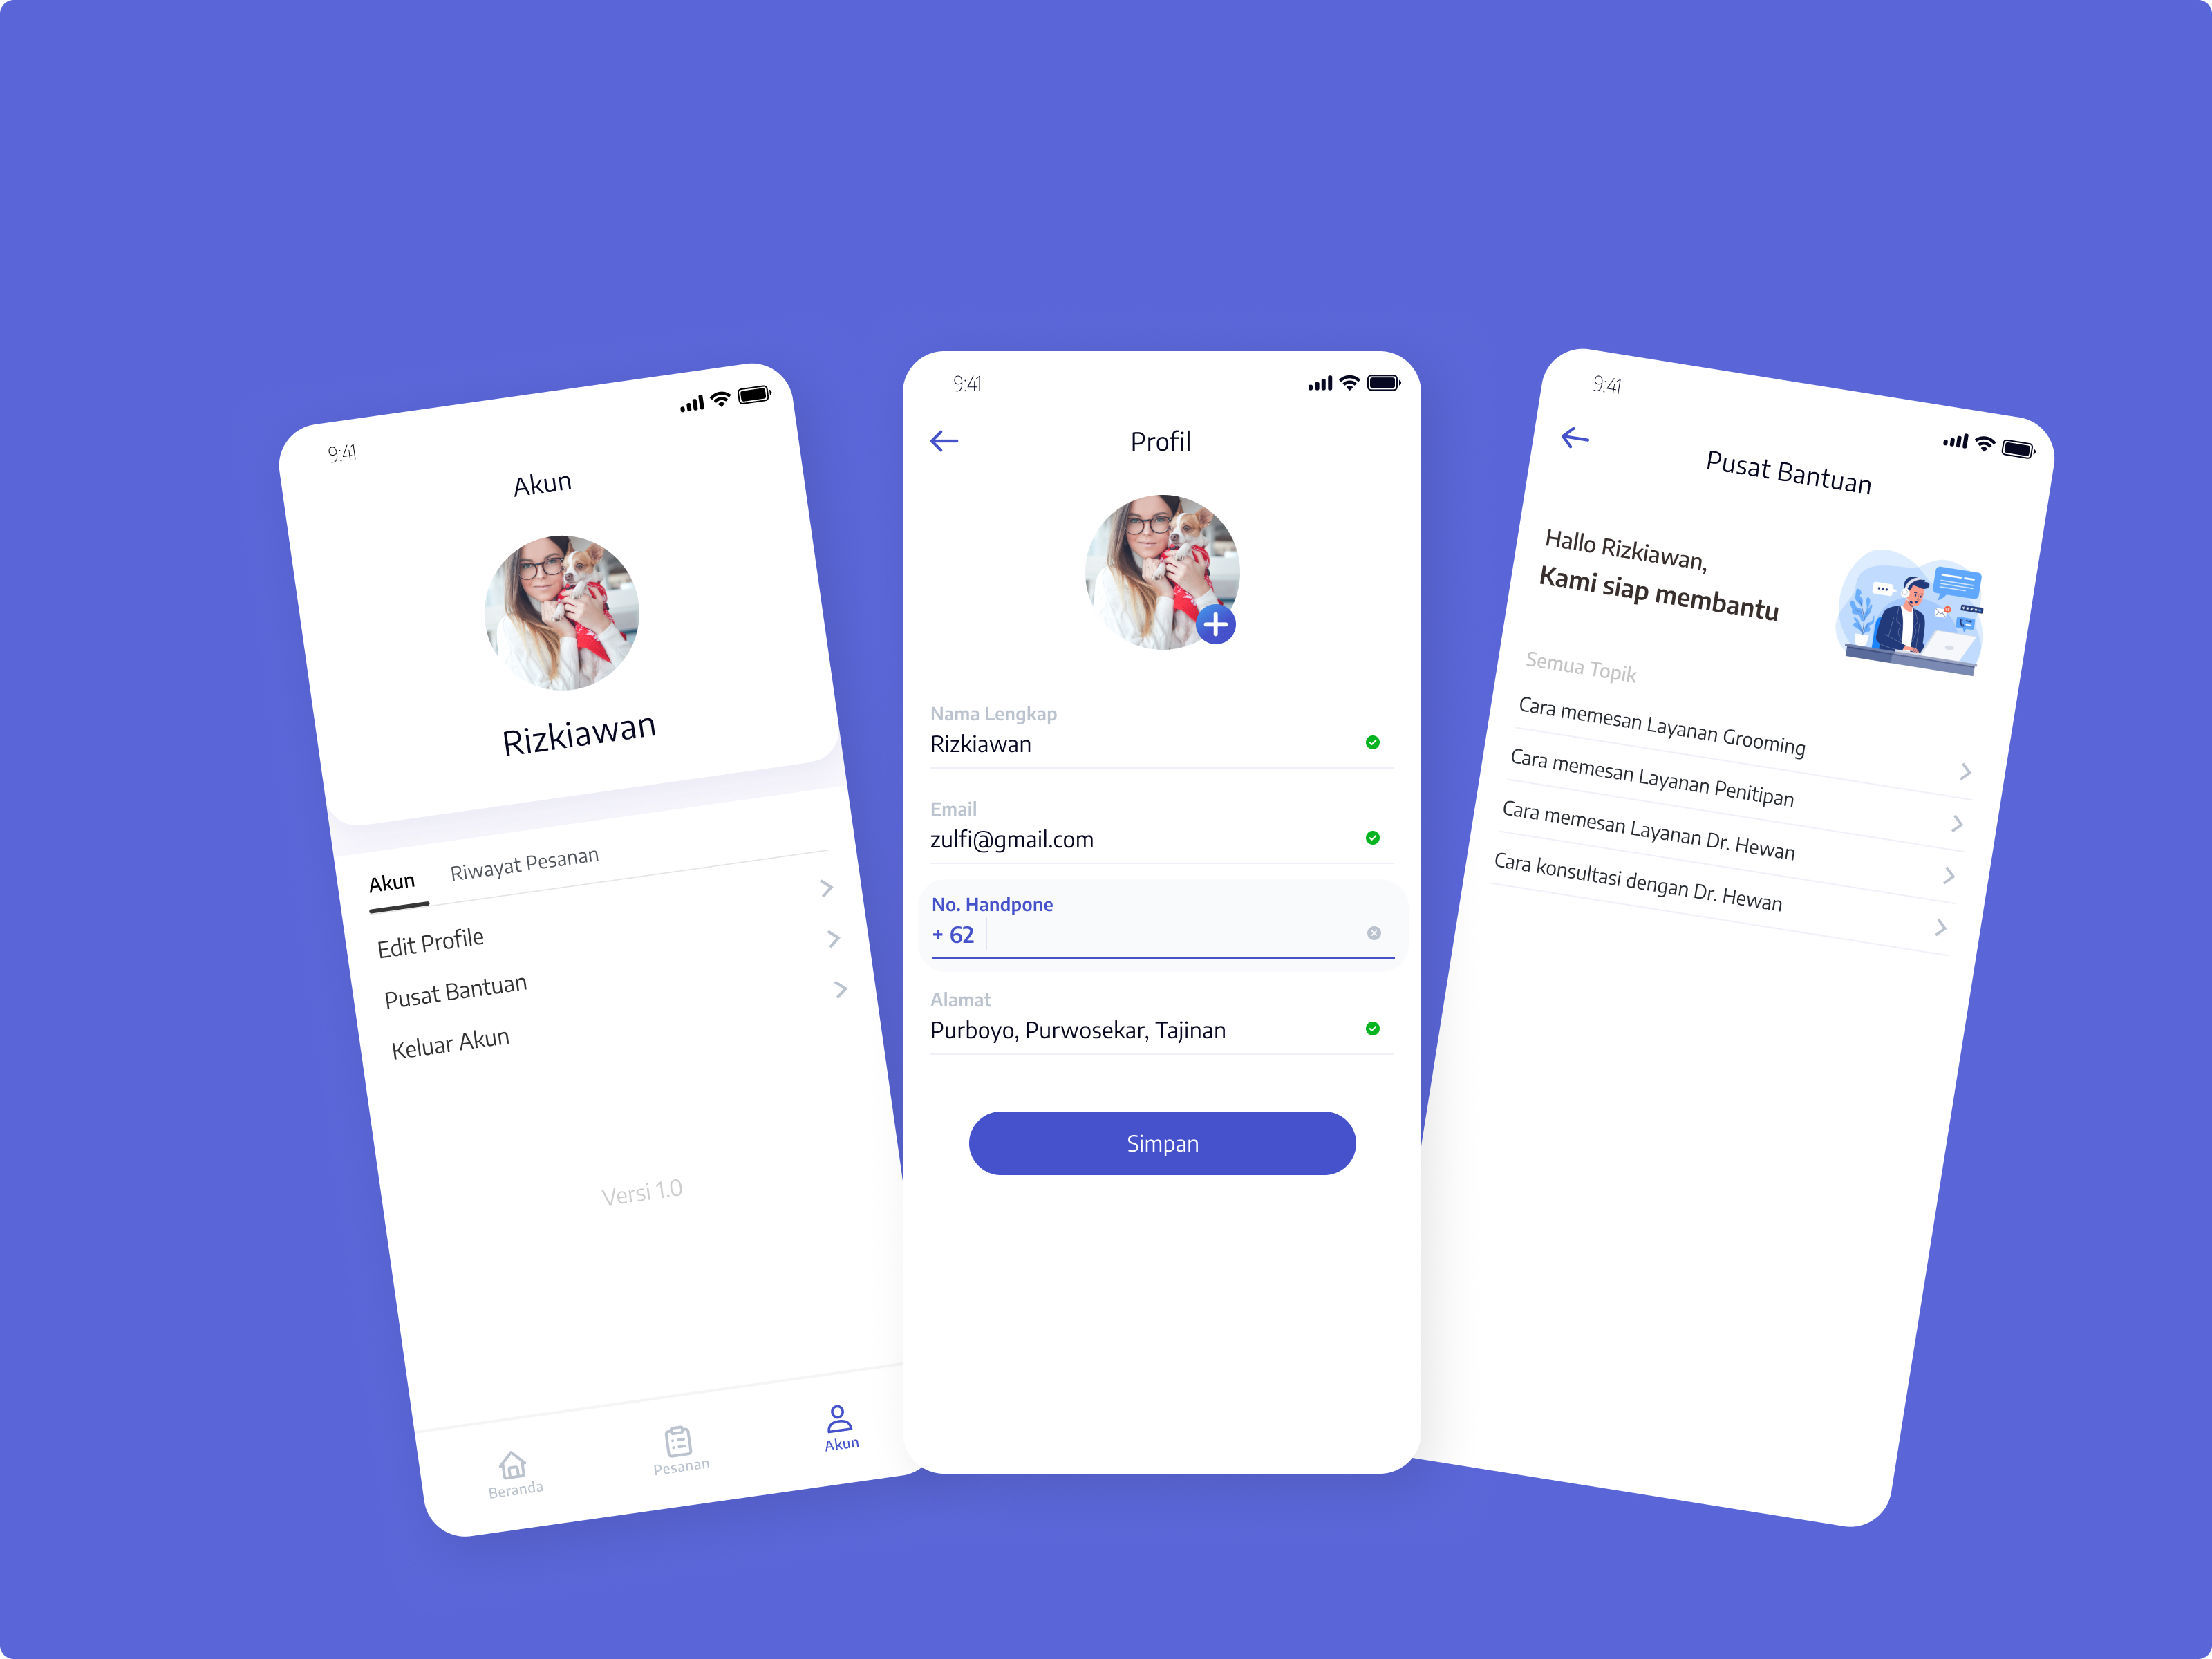 9:41
Akun
Rizkiawan
Akun
Riwayat Pesanan
Edit Profile
Pusat Bantuan
Keluar Akun
Versi 1.0
Beranda
Pesanan
Akun
9:41
Profil
Nama Lengkap
Rizkiawan
Email
zulfi@gmail.com
No. Handpone
+ 62
Alamat
Purboyo, Purwosekar, Tajinan
Simpan
9:41
Pusat Bantuan
Hallo Rizkiawan,
Kami siap membantu
Semua Topik
Cara memesan Layanan Grooming
Cara memesan Layanan Penitipan
Cara memesan Layanan Dr. Hewan
Cara konsultasi dengan Dr. Hewan